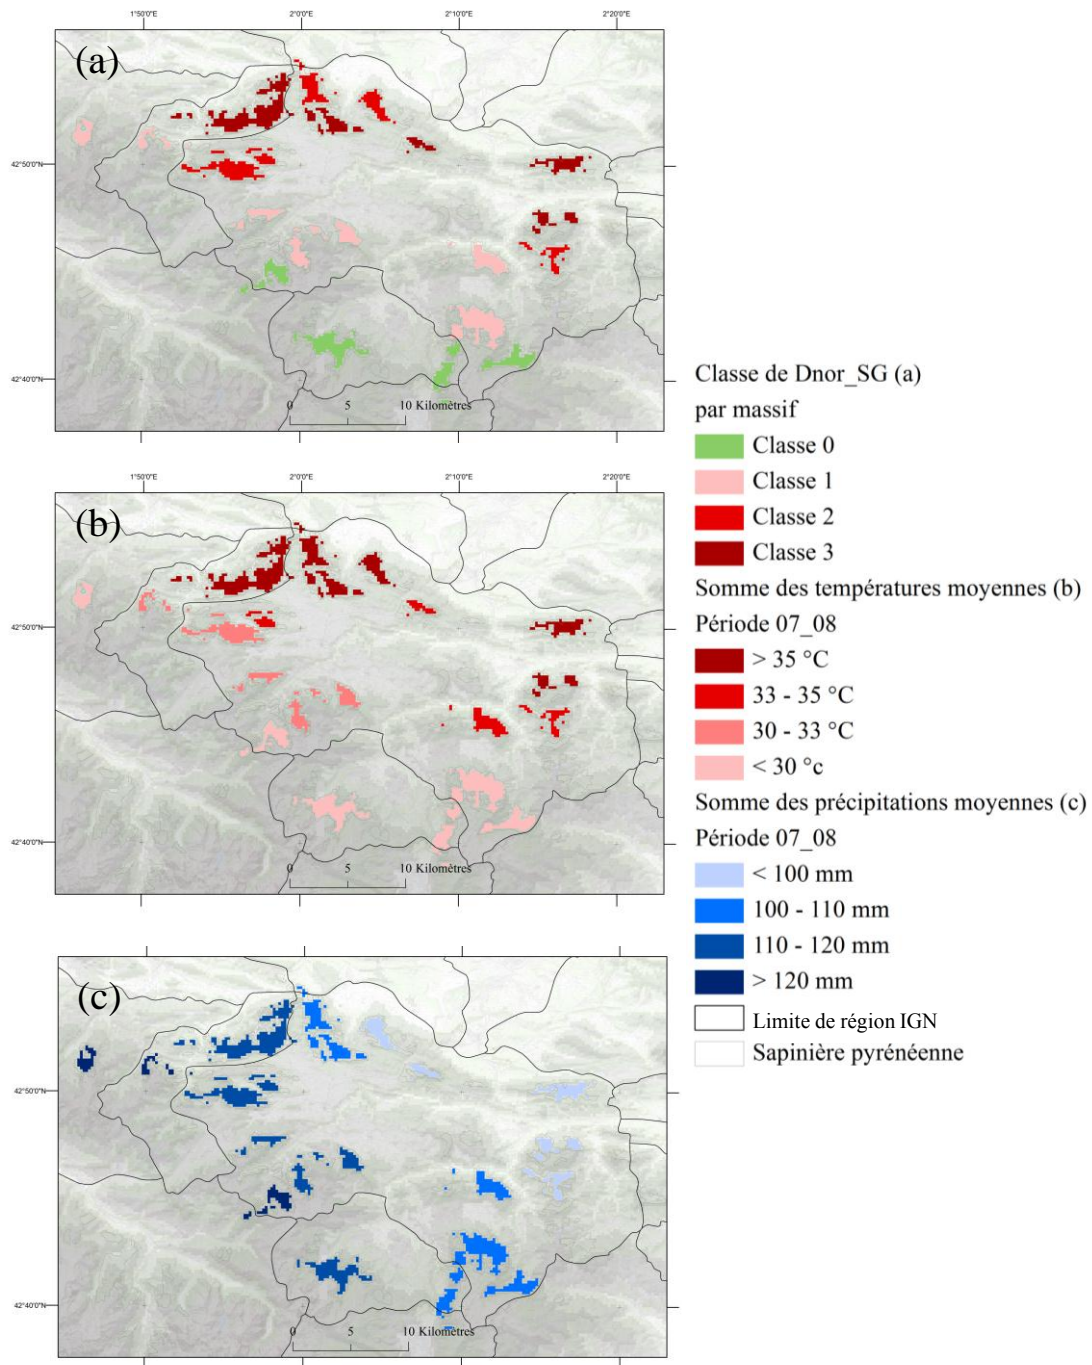 1°50'0"E 2°0'0"E 2°10'0"E 2°20'0"E
(a)
42°50'0"N
42°40'0"N
0 5 10 Kilomètres
1°50'0"E 2°0'0"E 2°10'0"E 2°20'0"E
(b)
42°50'0"N
42°40'0"N
0 5 10 Kilomètres
(c)
42°50'0"N
42°40'0"N
0 5 10 Kilomètres
Classe de Dnor_SG (a)
par massif
Classe 0
Classe 1
Classe 2
Classe 3
Somme des températures moyennes (b)
Période 07_08
> 35 °C
33 - 35 °C
30 - 33 °C
< 30 °c
Somme des précipitations moyennes (c)
Période 07_08
< 100 mm
100 - 110 mm
110 - 120 mm
> 120 mm
Limite de région IGN
Sapinière pyrénéenne